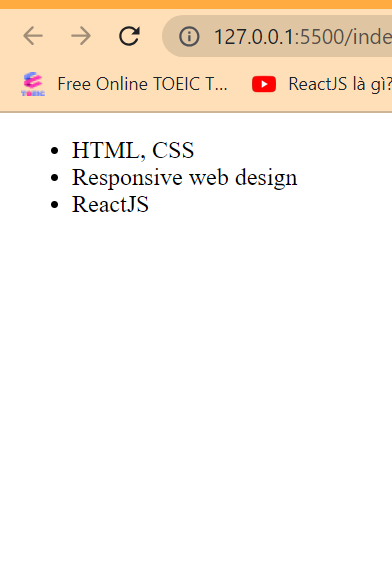 127.0.0.1:5500/inde
TOEIC
Free Online TOEIC T... ReactJS là gì?
HTML, CSS
Responsive web design
ReactJS